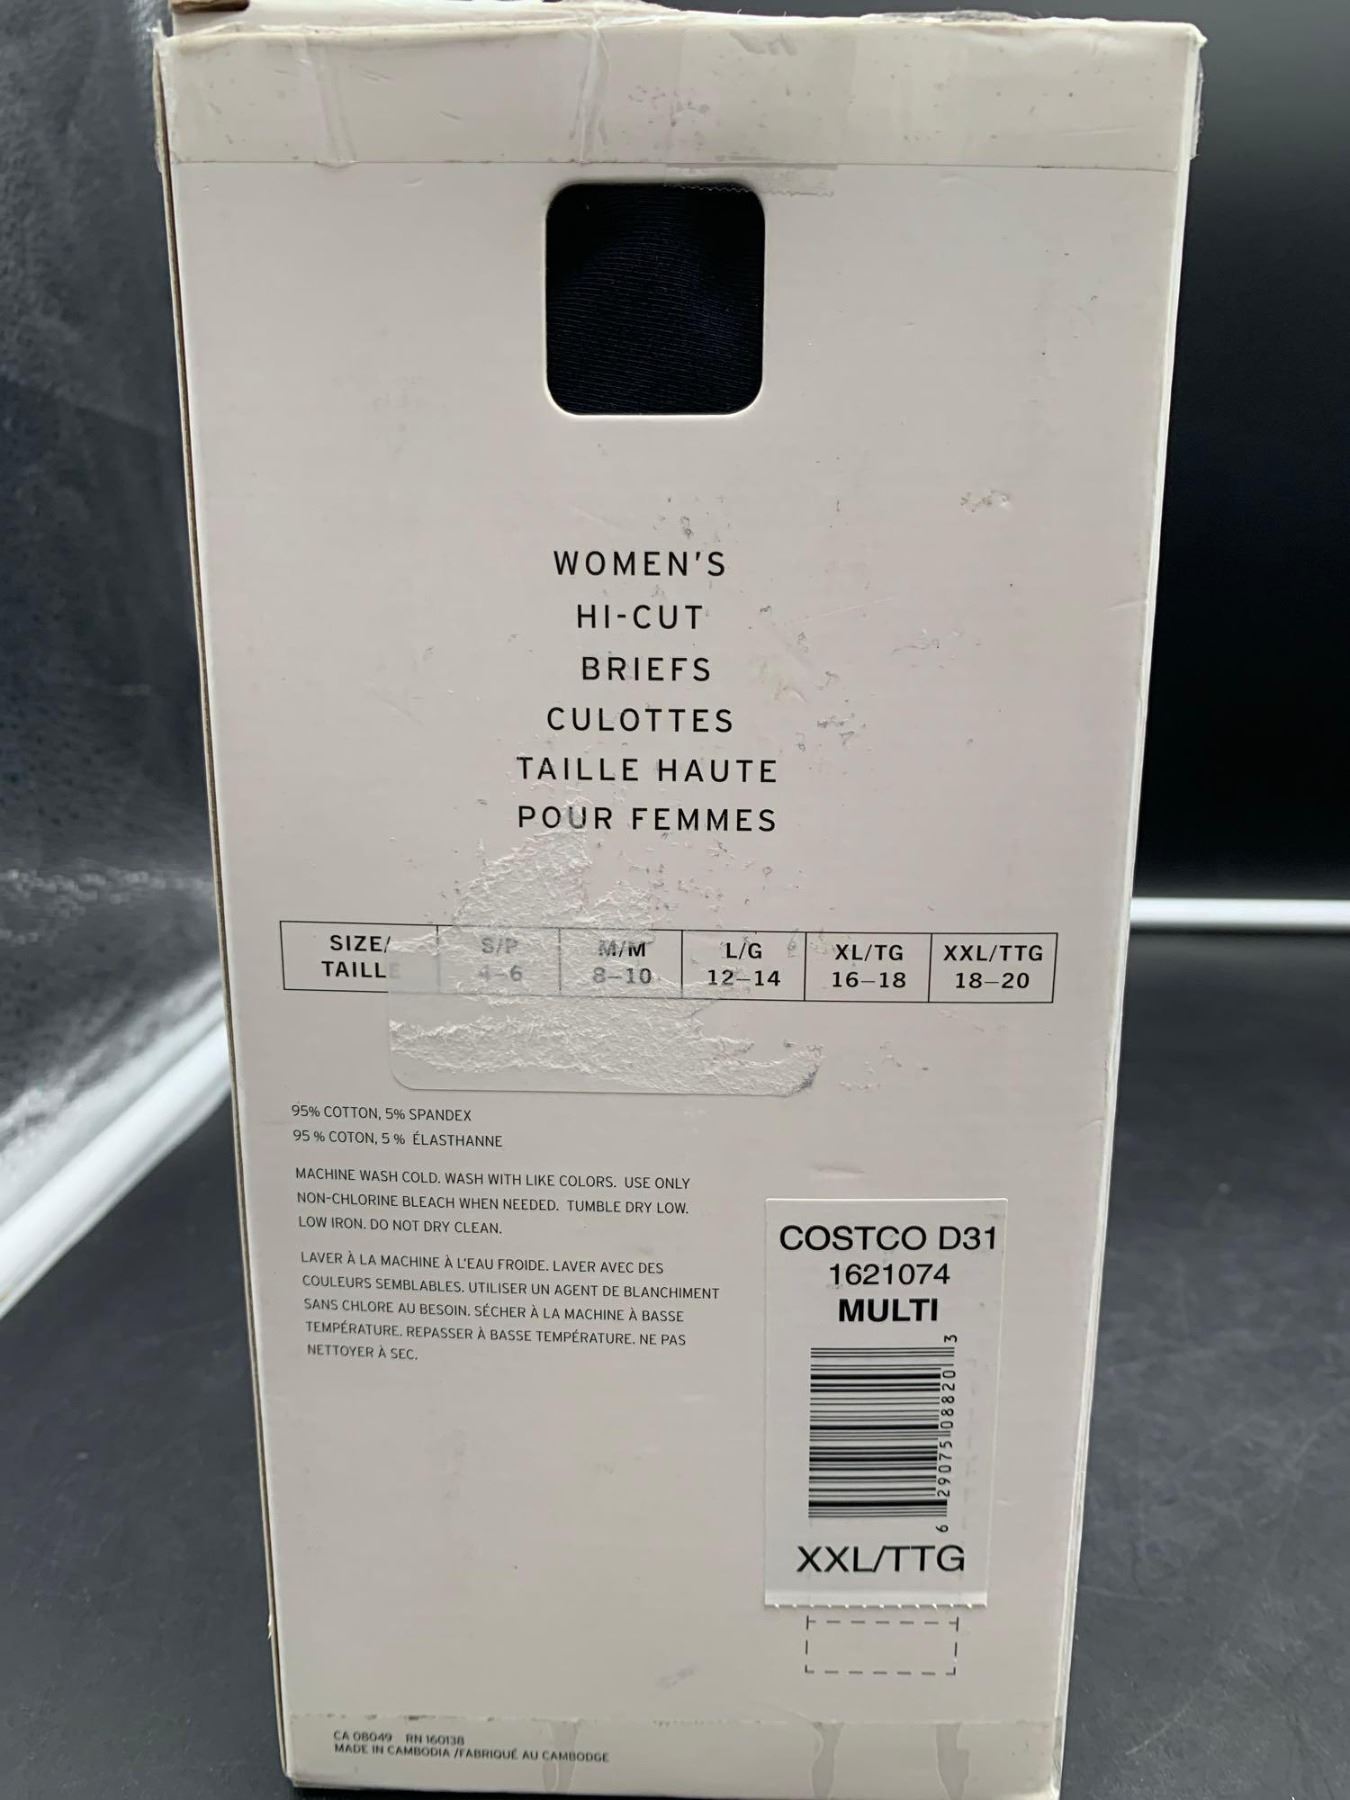 WOMEN'S
HI-CUT
BRIEFS
CULOTTES
TAILLE HAUTE
POUR FEMMES
SIZE/ S/P M/M L/G XL/TG XXL/TTG
TAILLE 4–6 8–10 12–14 16–18 18–20
95% COTTON, 5% SPANDEX
95 % COTON, 5 % ÉLASTHANNE
MACHINE WASH COLD. WASH WITH LIKE COLORS. USE ONLY
NON-CHLORINE BLEACH WHEN NEEDED. TUMBLE DRY LOW.
LOW IRON. DO NOT DRY CLEAN.
LAVER À LA MACHINE À L'EAU FROIDE. LAVER AVEC DES
COULEURS SEMBLABLES. UTILISER UN AGENT DE BLANCHIMENT
SANS CHLORE AU BESOIN. SÉCHER À LA MACHINE À BASSE
TEMPÉRATURE. REPASSER À BASSE TEMPÉRATURE. NE PAS
NETTOYER À SEC.
COSTCO D31
1621074
MULTI
6 29075 08820 3
XXL/TTG
CA 08049 RN 160138
MADE IN CAMBODIA /FABRIQUÉ AU CAMBODGE